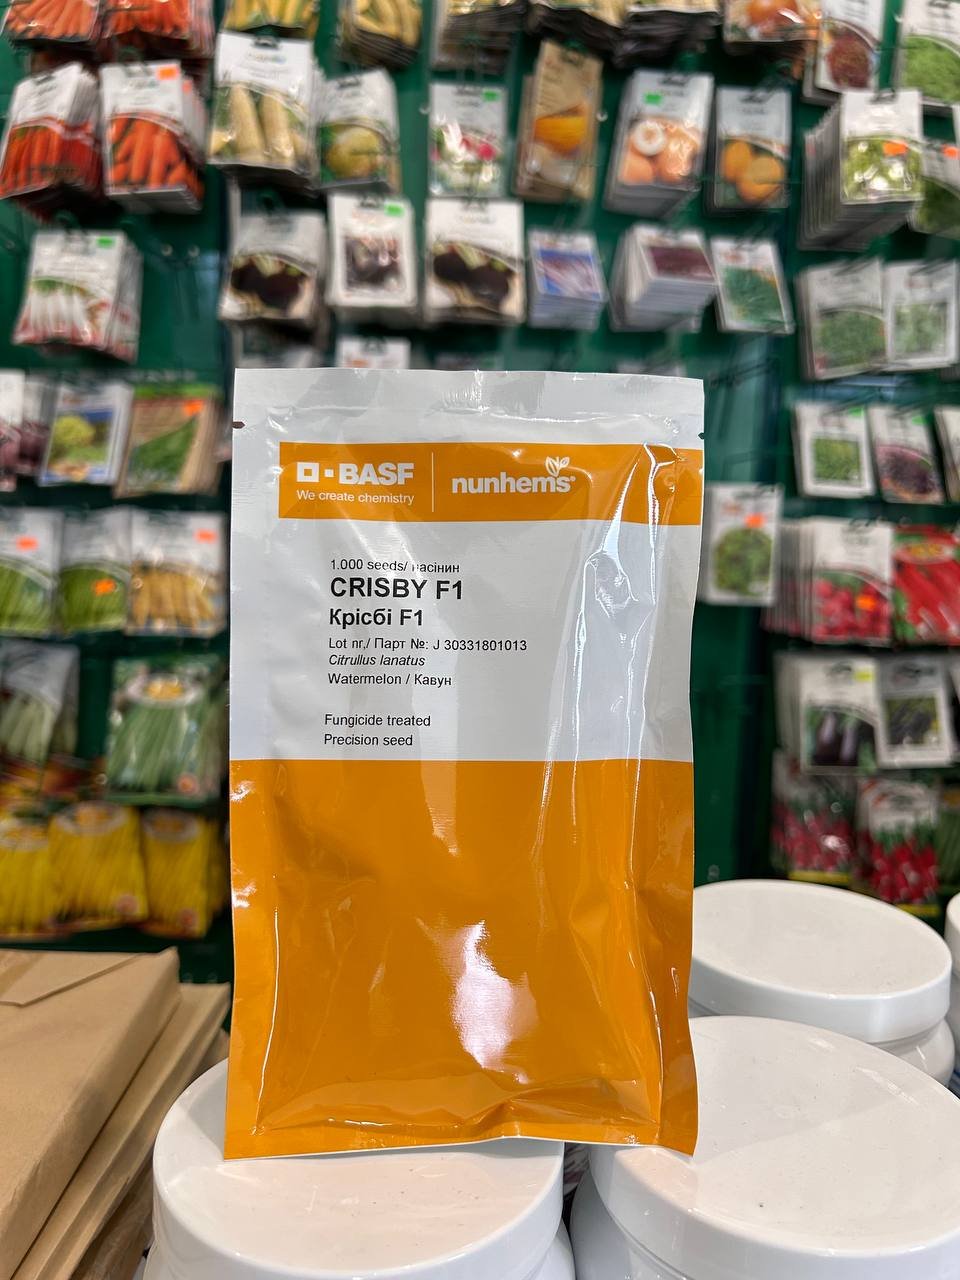 BASF
We create chemistry
nunhems®
1.000 seeds/ насінин
CRISBY F1
Крісбі F1
Lot nr./ Парт №: J 30331801013
Citrullus lanatus
Watermelon / Кавун
Fungicide treated
Precision seed